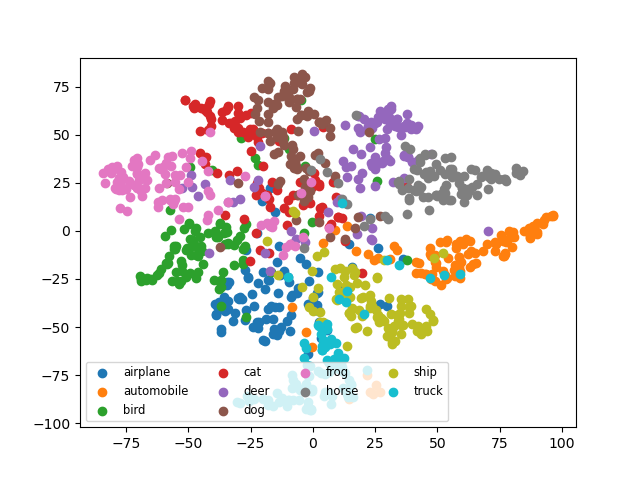 75
50
25
0
−25
−50
−75
−100
airplane cat frog ship
automobile deer horse truck
bird dog
−75 −50 −25 0 25 50 75 100